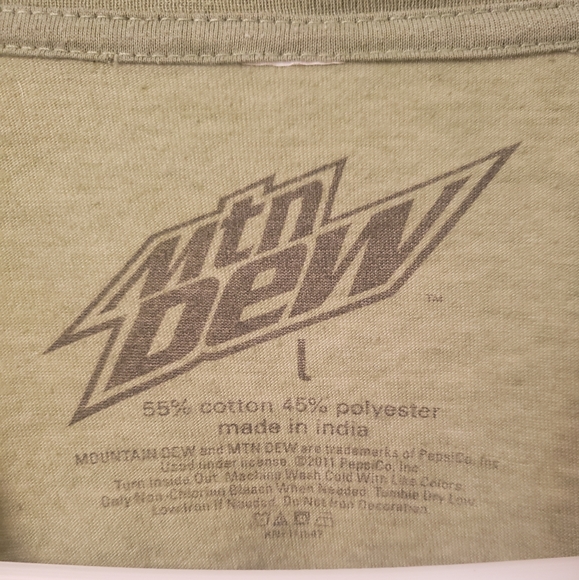 Mtn
DEW
TM
L
55% cotton 45% polyester
made in india
MOUNTAIN DEW and MTN DEW are trademarks of PepsiCo, Inc
Used under license. ©2011 PepsiCo, Inc
Turn Inside Out. Machine Wash Cold With Like Colors.
Only Non-Chlorine Bleach When Needed. Tumble Dry Low.
Low Iron If Needed. Do Not Iron Decoration.